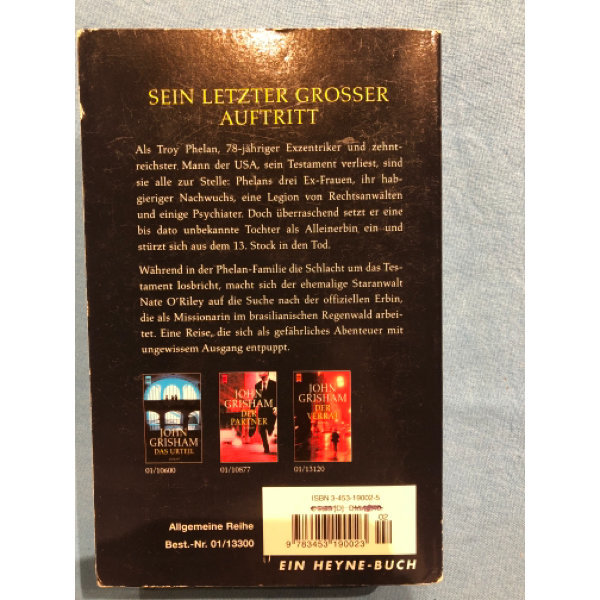 SEIN LETZTER GROSSER
AUFTRITT
Als Troy Phelan, 78-jähriger Exzentriker und zehnt-
reichster Mann der USA, sein Testament verliest, sind
sie alle zur Stelle: Phelans drei Ex-Frauen, ihr hab-
gieriger Nachwuchs, eine Legion von Rechtsanwälten
und einige Psychiater. Doch überraschend setzt er eine
bis dato unbekannte Tochter als Alleinerbin ein und
stürzt sich aus dem 13. Stock in den Tod.
Während in der Phelan-Familie die Schlacht um das Tes-
tament losbricht, macht sich der ehemalige Staranwalt
Nate O'Riley auf die Suche nach der offiziellen Erbin,
die als Missionarin im brasilianischen Regenwald arbei-
tet. Eine Reise, die sich als gefährliches Abenteuer mit
ungewissem Ausgang entpuppt.
JOHN
GRISHAM
DAS URTEIL
01/10600
JOHN
GRISHAM
DER
PARTNER
01/10877
JOHN
GRISHAM
DER
VERRAT
01/13120
ISBN 3-453-19002-5
02
9 783453 190023
Allgemeine Reihe
Best.-Nr. 01/13300
EIN HEYNE-BUCH